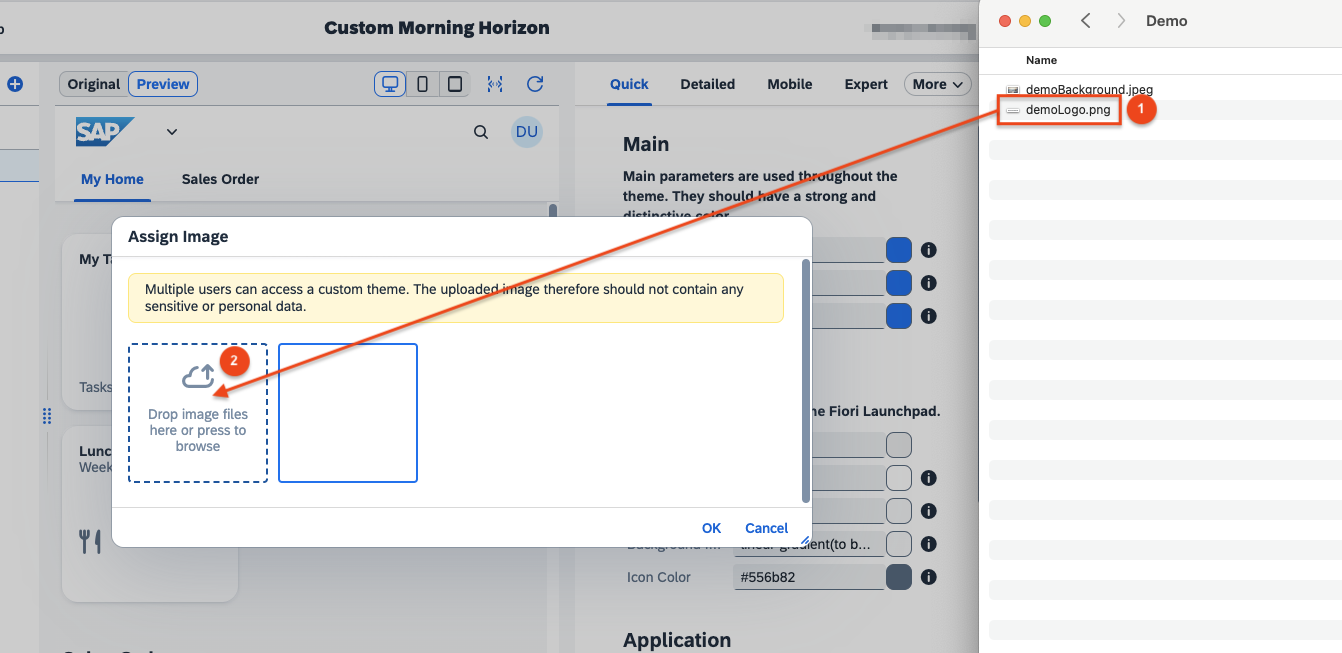 Custom Morning Horizon
Demo
Name
demoBackground.jpeg
demoLogo.png
1
Original
Preview
Quick
Detailed
Mobile
Expert
More
SAP
DU
My Home
Sales Order
Main
Main parameters are used throughout the
theme. They should have a strong and
distinctive color.
Assign Image
Multiple users can access a custom theme. The uploaded image therefore should not contain any
sensitive or personal data.
2
Drop image files
here or press to
browse
OK
Cancel
My Ta
Tasks
Lunc
Week
he Fiori Launchpad.
linear-gradient(to b...
Icon Color
#556b82
Application